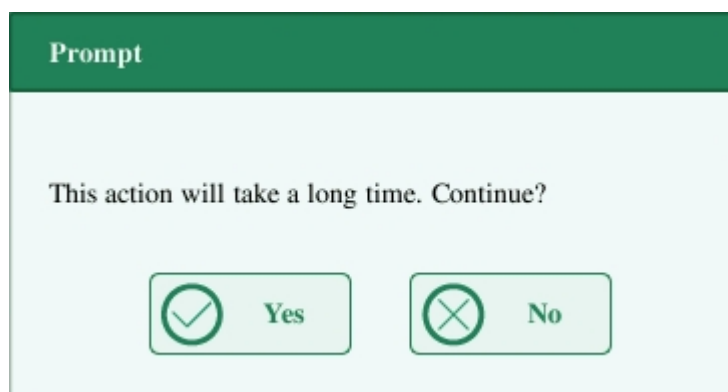 Prompt
This action will take a long time. Continue?
Yes No